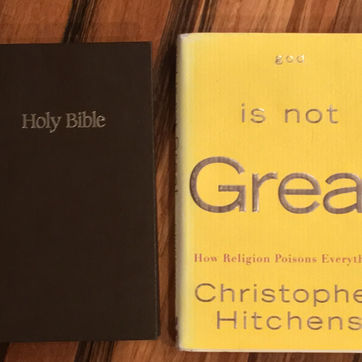 Holy Bible
god
is not
Grea
How Religion Poisons Everyth
Christophe
Hitchens